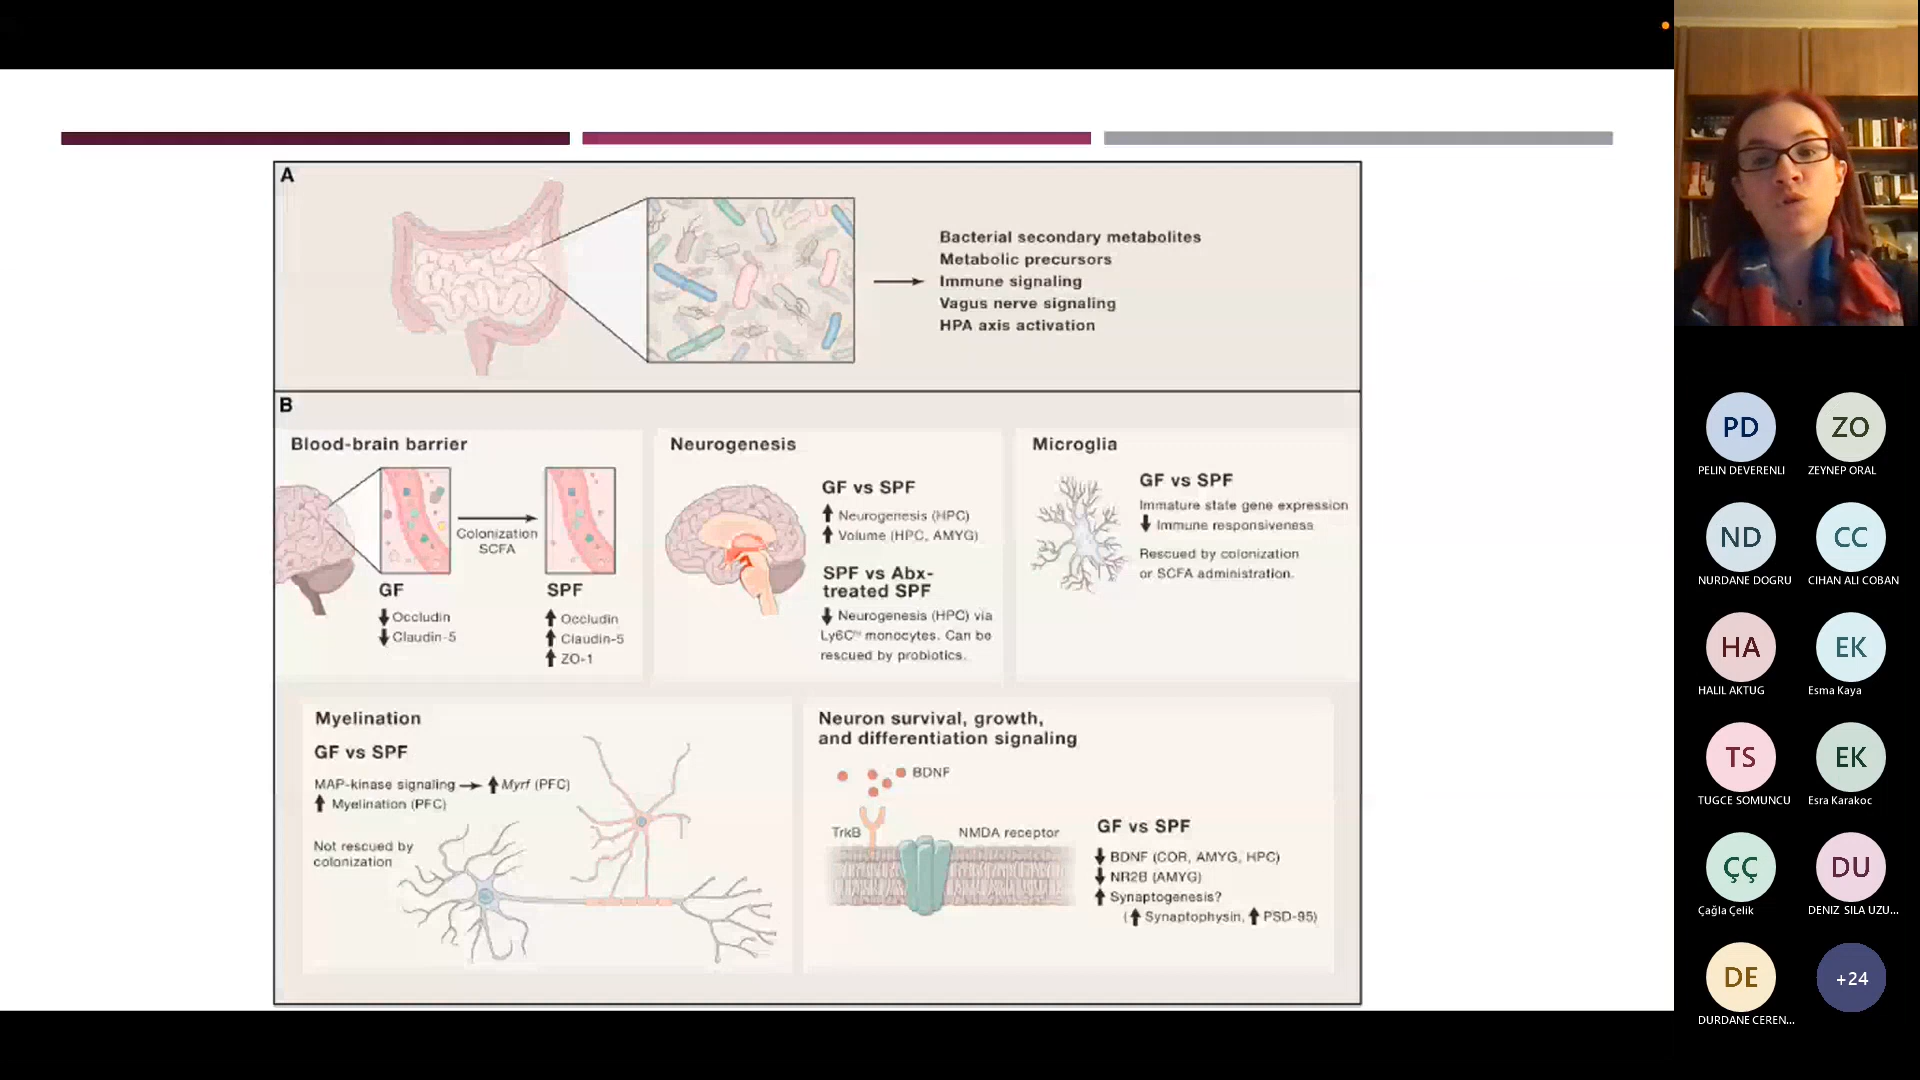 A
Bacterial secondary metabolites
Metabolic precursors
Immune signaling
Vagus nerve signaling
HPA axis activation
B
Blood-brain barrier
Colonization
SCFA
GF
↓ Occludin
↓ Claudin-5
SPF
↑ Occludin
↑ Claudin-5
↑ ZO-1
Neurogenesis
GF vs SPF
↑ Neurogenesis (HPC)
↑ Volume (HPC, AMYG)
SPF vs Abx-
treated SPF
↓ Neurogenesis (HPC) via
monocytes. Can be
rescued by probiotics.
Microglia
GF vs SPF
Immature state gene expression
↓ Immune responsiveness
Rescued by colonization
or SCFA administration.
Myelination
GF vs SPF
MAP-kinase signaling → ↑ Myrf (PFC)
↑ Myelination (PFC)
Not rescued by
colonization
Neuron survival, growth,
and differentiation signaling
BDNF
TrkB
NMDA receptor
GF vs SPF
↓ BDNF (COR, AMYG, HPC)
↓ NR2B (AMYG)
↑ Synaptogenesis?
(↑ Synaptophysin, ↑ PSD-95)
PD
PELIN DEVERENLI
ZO
ZEYNEP ORAL
ND
NURDANE DOGRU
CC
CIHAN ALI COBAN
HA
HALIL AKTUG
EK
Esma Kaya
TS
TUGCE SOMUNCU
EK
Esra Karakoc
ÇÇ
Çağla Çelik
DU
DENIZ SILA UZU...
DE
DURDANE CEREN...
+24